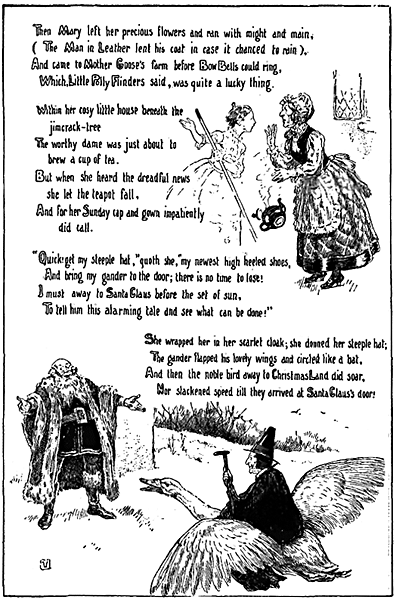 Then Mary left her precious flowers and ran with might and main,
(The Man in Leather lent his coat in case it chanced to rain),
And came to Mother Goose's farm before Bow Bells could ring,
Which, Little Polly Flinders said, was quite a lucky thing.
Within her cosy little house beneath the
jimcrack-tree
The worthy dame was just about to
brew a cup of tea.
But when she heard the dreadful news
she let the teapot fall,
And for her Sunday cap and gown impatiently
did call.
"Quick! get my steeple hat," quoth she, "my newest high heeled shoes,
And bring my gander to the door; there is no time to lose!
I must away to Santa Claus before the set of sun,
To tell him this alarming tale and see what can be done!"
She wrapped her in her scarlet cloak; she donned her steeple hat;
The gander flapped his lovely wings and circled like a bat,
And then the noble bird away to Christmas Land did soar,
Nor slackened speed till they arrived at Santa Claus's door!